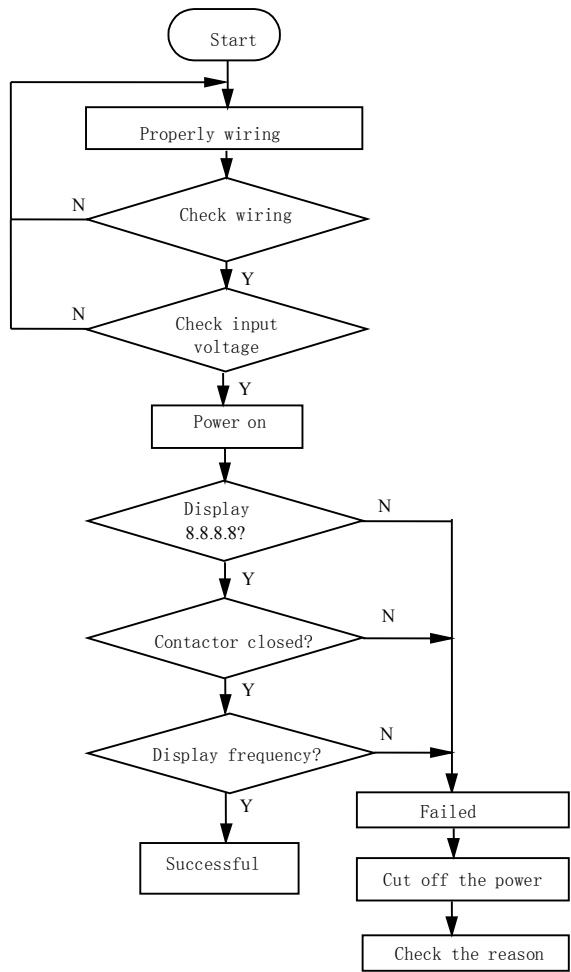 Start
Properly wiring
N
Check wiring
Y
N
Check input
voltage
Y
Power on
Display
8.8.8.8?
N
Y
Contactor closed?
N
Y
Display frequency?
N
Y
Failed
Successful
Cut off the power
Check the reason